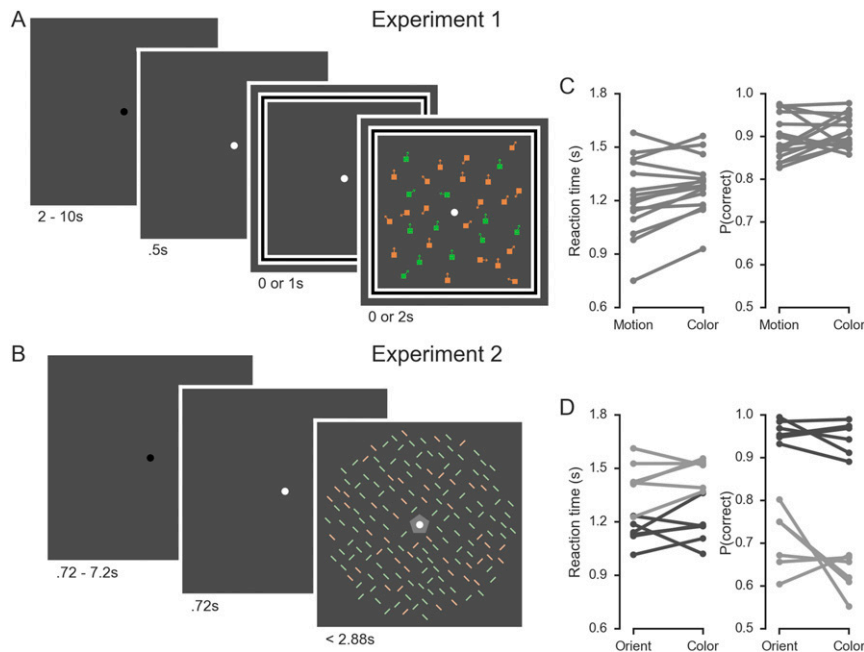 A
Experiment 1
2 - 10s
.5s
0 or 1s
0 or 2s
C
Reaction time (s)
1.8
1.5
1.2
0.9
0.6
Motion
Color
P(correct)
1.0
0.9
0.8
0.7
0.6
0.5
Motion
Color
B
Experiment 2
.72 - 7.2s
.72s
< 2.88s
D
Reaction time (s)
1.8
1.5
1.2
0.9
0.6
Orient
Color
P(correct)
1.0
0.9
0.8
0.7
0.6
0.5
Orient
Color